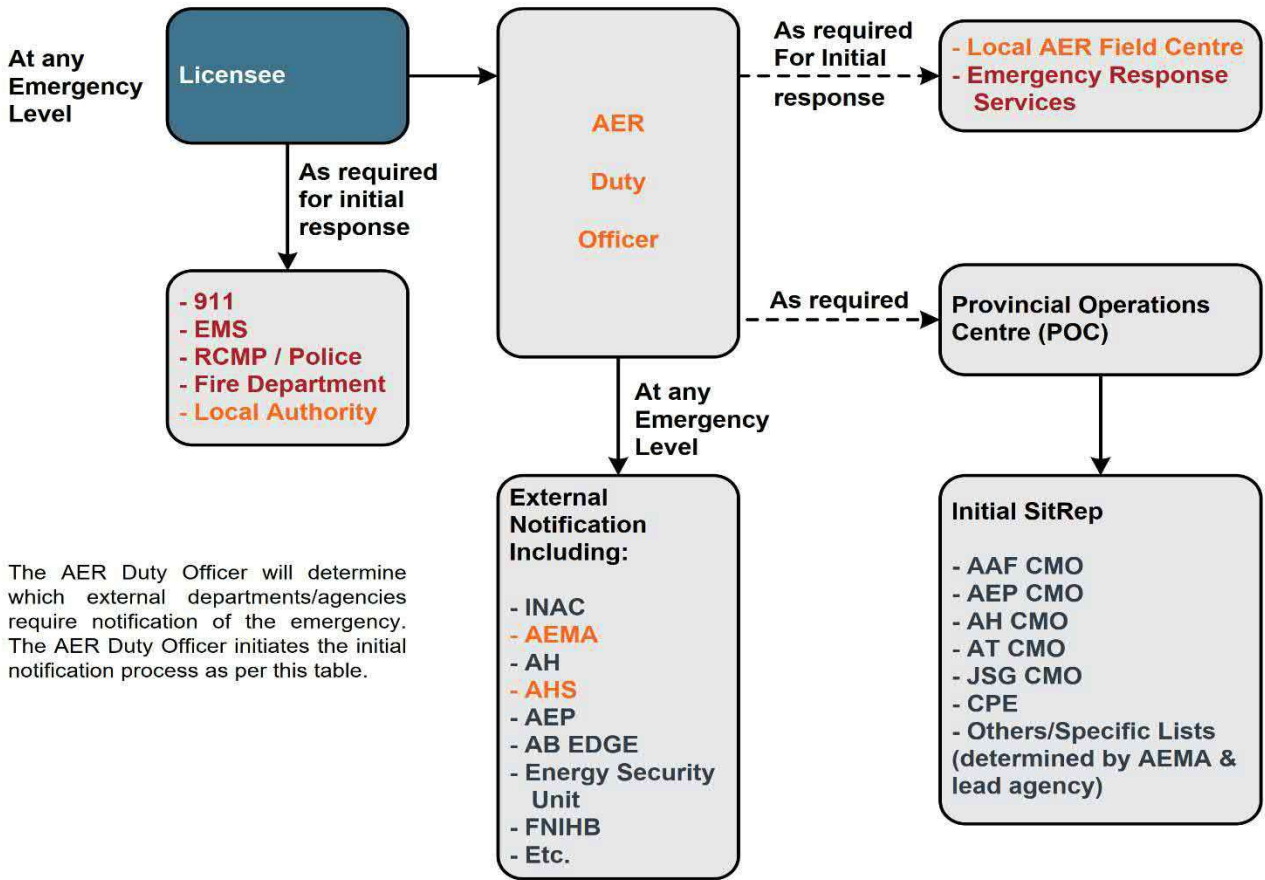 At any
Emergency
Level
Licensee
As required
for initial
response
- 911
- EMS
- RCMP / Police
- Fire Department
- Local Authority
AER
Duty
Officer
As required
For Initial
response
- Local AER Field Centre
- Emergency Response
Services
As required
Provincial Operations
Centre (POC)
At any
Emergency
Level
External
Notification
Including:
- INAC
- AEMA
- AH
- AHS
- AEP
- AB EDGE
- Energy Security
Unit
- FNIHB
- Etc.
Initial SitRep
- AAF CMO
- AEP CMO
- AH CMO
- AT CMO
- JSG CMO
- CPE
- Others/Specific Lists
(determined by AEMA &
lead agency)
The AER Duty Officer will determine
which external departments/agencies
require notification of the emergency.
The AER Duty Officer initiates the initial
notification process as per this table.